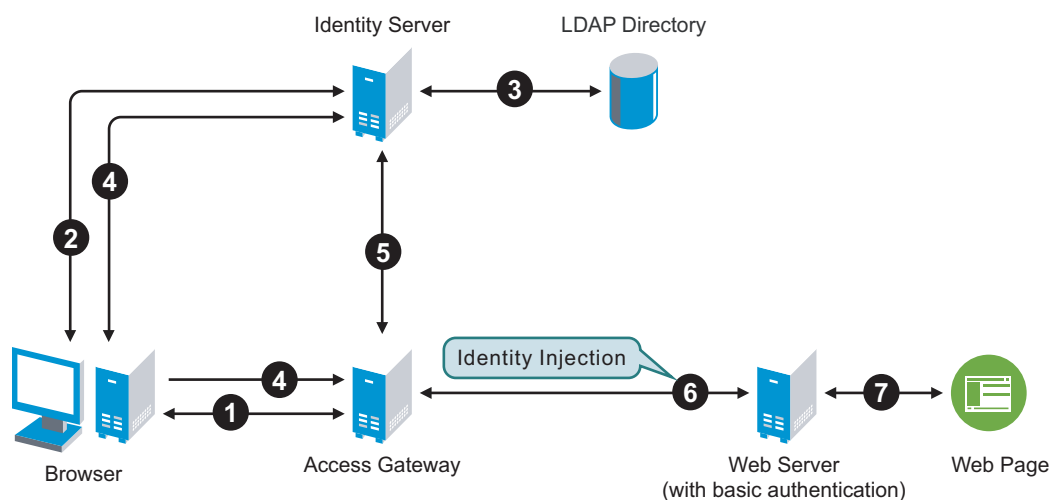 Identity Server
LDAP Directory
3
4
2
5
Identity Injection
4
6
7
1
Browser
Access Gateway
Web Server
(with basic authentication)
Web Page